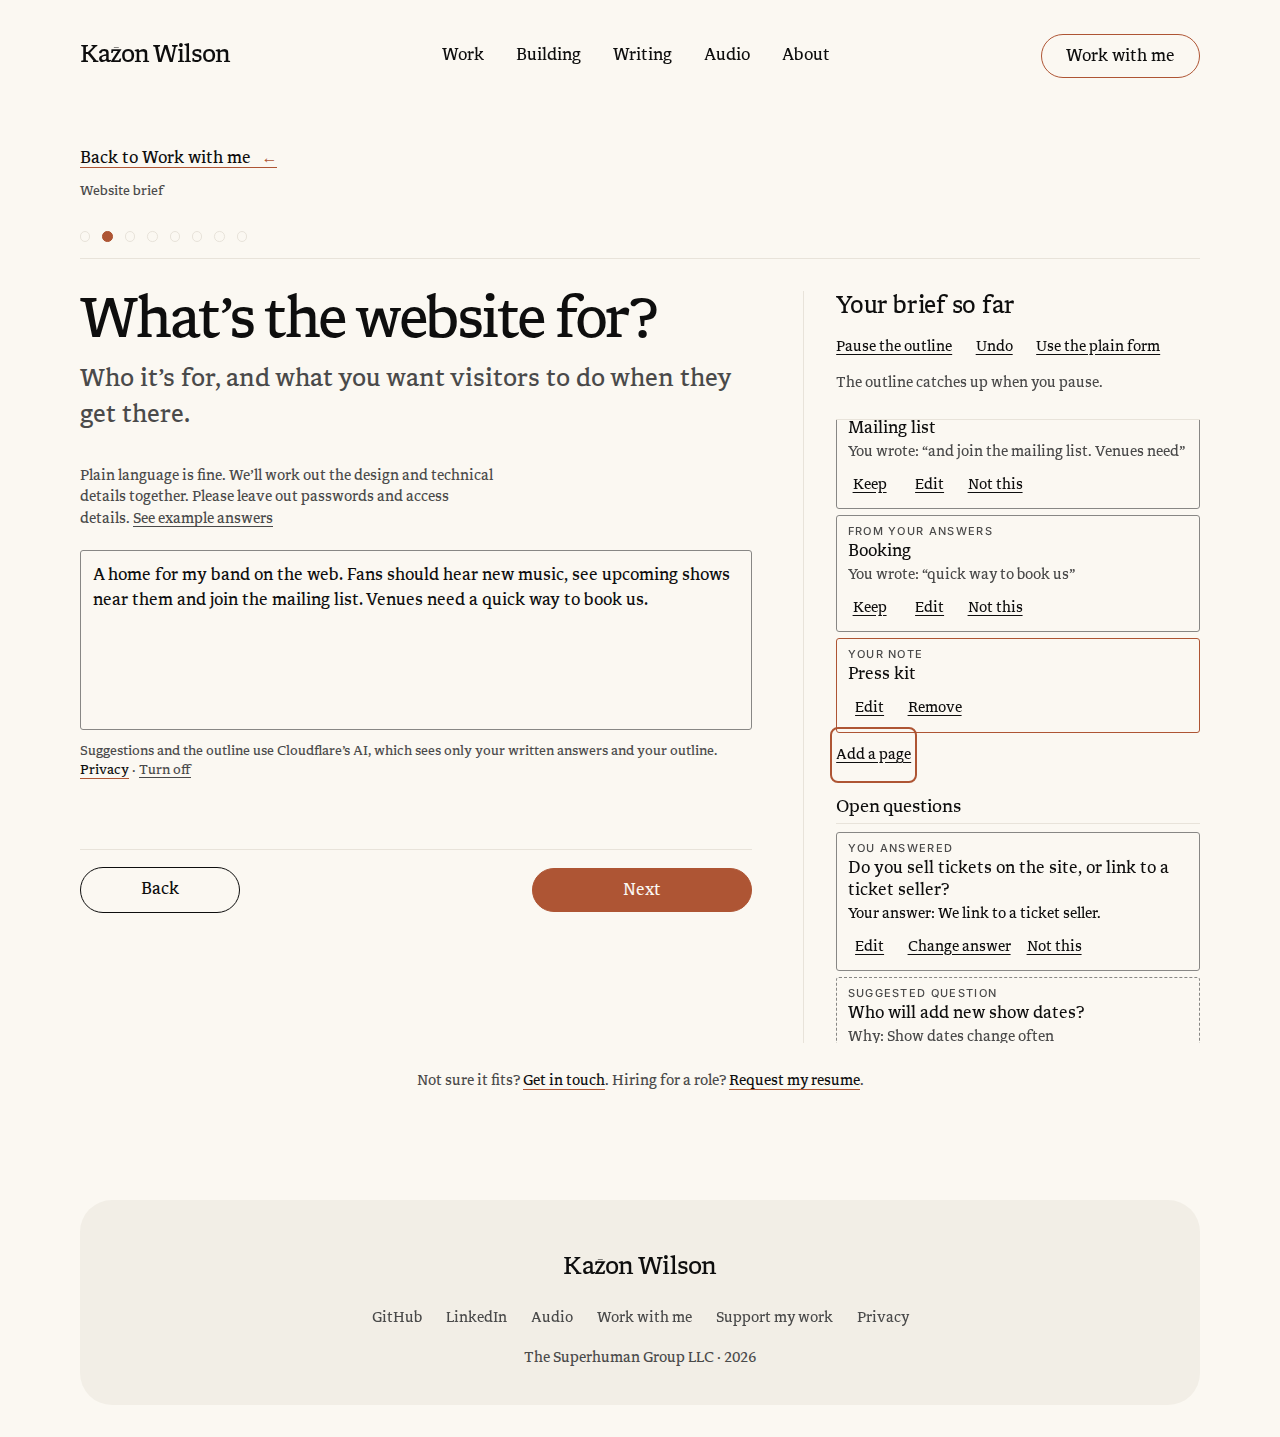 Kazon Wilson
Work Building Writing Audio About
Work with me
Back to Work with me ←
Website brief
What's the website for?
Who it's for, and what you want visitors to do when they
get there.
Plain language is fine. We'll work out the design and technical
details together. Please leave out passwords and access
details. See example answers
A home for my band on the web. Fans should hear new music, see upcoming shows
near them and join the mailing list. Venues need a quick way to book us.
Suggestions and the outline use Cloudflare's AI, which sees only your written answers and your outline.
Privacy · Turn off
Back
Next
Your brief so far
Pause the outline Undo Use the plain form
The outline catches up when you pause.
Mailing list
You wrote: “and join the mailing list. Venues need”
Keep Edit Not this
FROM YOUR ANSWERS
Booking
You wrote: “quick way to book us”
Keep Edit Not this
YOUR NOTE
Press kit
Edit Remove
Add a page
Open questions
YOU ANSWERED
Do you sell tickets on the site, or link to a
ticket seller?
Your answer: We link to a ticket seller.
Edit Change answer Not this
SUGGESTED QUESTION
Who will add new show dates?
Why: Show dates change often
Not sure it fits? Get in touch. Hiring for a role? Request my resume.
Kazon Wilson
GitHub LinkedIn Audio Work with me Support my work Privacy
The Superhuman Group LLC · 2026